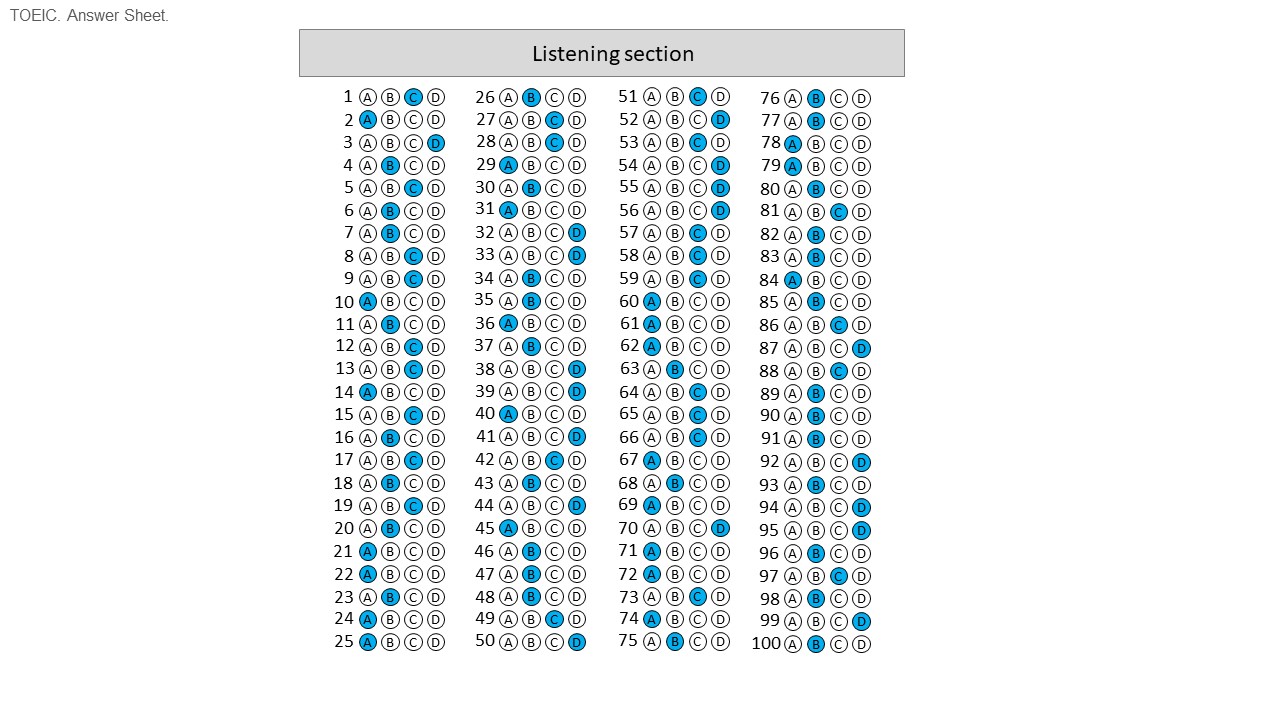 TOEIC. Answer Sheet.
Listening section
1 A B C D 26 A B C D 51 A B C D 76 A B C D
2 A B C D 27 A B C D 52 A B C D 77 A B C D
3 A B C D 28 A B C D 53 A B C D 78 A B C D
4 A B C D 29 A B C D 54 A B C D 79 A B C D
5 A B C D 30 A B C D 55 A B C D 80 A B C D
6 A B C D 31 A B C D 56 A B C D 81 A B C D
7 A B C D 32 A B C D 57 A B C D 82 A B C D
8 A B C D 33 A B C D 58 A B C D 83 A B C D
9 A B C D 34 A B C D 59 A B C D 84 A B C D
10 A B C D 35 A B C D 60 A B C D 85 A B C D
11 A B C D 36 A B C D 61 A B C D 86 A B C D
12 A B C D 37 A B C D 62 A B C D 87 A B C D
13 A B C D 38 A B C D 63 A B C D 88 A B C D
14 A B C D 39 A B C D 64 A B C D 89 A B C D
15 A B C D 40 A B C D 65 A B C D 90 A B C D
16 A B C D 41 A B C D 66 A B C D 91 A B C D
17 A B C D 42 A B C D 67 A B C D 92 A B C D
18 A B C D 43 A B C D 68 A B C D 93 A B C D
19 A B C D 44 A B C D 69 A B C D 94 A B C D
20 A B C D 45 A B C D 70 A B C D 95 A B C D
21 A B C D 46 A B C D 71 A B C D 96 A B C D
22 A B C D 47 A B C D 72 A B C D 97 A B C D
23 A B C D 48 A B C D 73 A B C D 98 A B C D
24 A B C D 49 A B C D 74 A B C D 99 A B C D
25 A B C D 50 A B C D 75 A B C D 100 A B C D